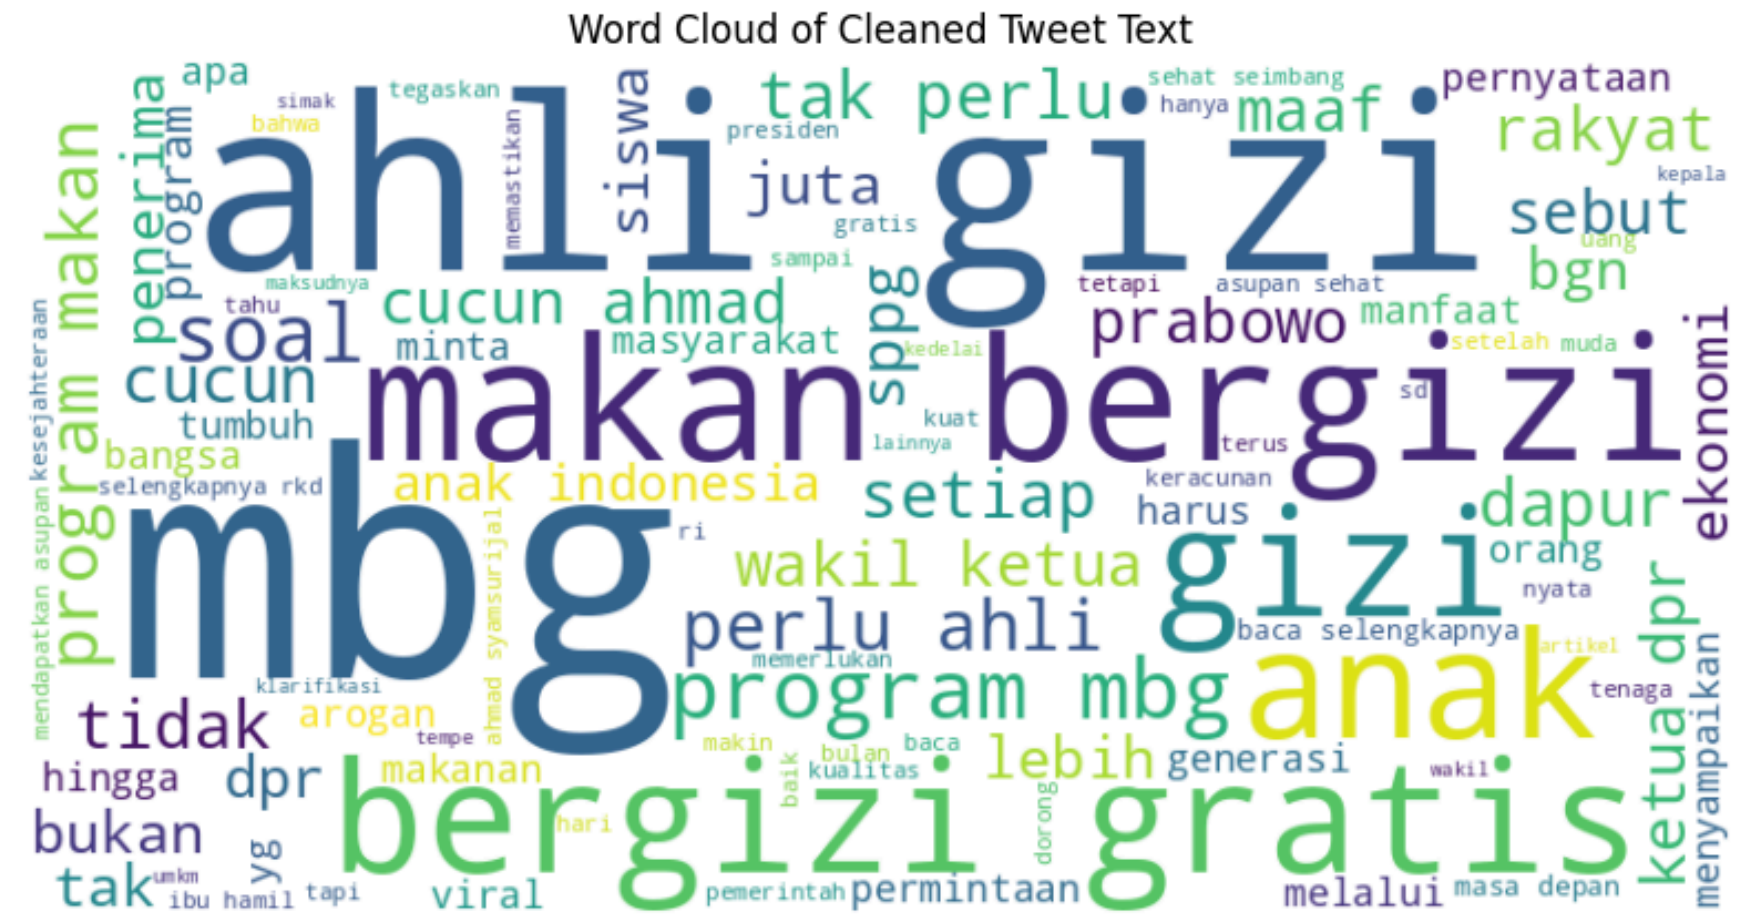 Word Cloud of Cleaned Tweet Text
apa
simak
tegaskan
siswa
tak perlu
sehat seimbang
pernyataan
bahwa
memastikan
presiden
hanya
maaf
rakyat
penerima
program
ahli gizi
juta
kepala
program makan
gratis
sebut
uang
sampai
maksudnya
tetapi
asupan sehat
bgn
tahu
cucun ahmad
sppg
prabowo
manfaat
soal
minta
masyarakat
kedelai
setelah
muda
ekonomi
kesejahteraan
cucun
makan bergizi
sd
tumbuh
kuat
lainnya
terus
bangsa
selengkapnya rkd
anak indonesia
setiap
keracunan
harus
dapur
mendapatkan asupan
mbg
ahmad syamsurijal
ri
wakil ketua
gizi
orang
nyata
perlu ahli
baca selengkapnya
artikel
memerlukan
klarifikasi
program mbg
anak
tenaga
ketua dpr
menyampaikan
tidak
arogan
tempe
makin
bulan
baca
lebih
generasi
hingga
dpr
makanan
baik
kualitas
wakil
bukan
yg
bergizi gratis
hari
dorong
tak
umkm
ibu hamil
tapi
viral
pemerintah
permintaan
melalui
masa depan